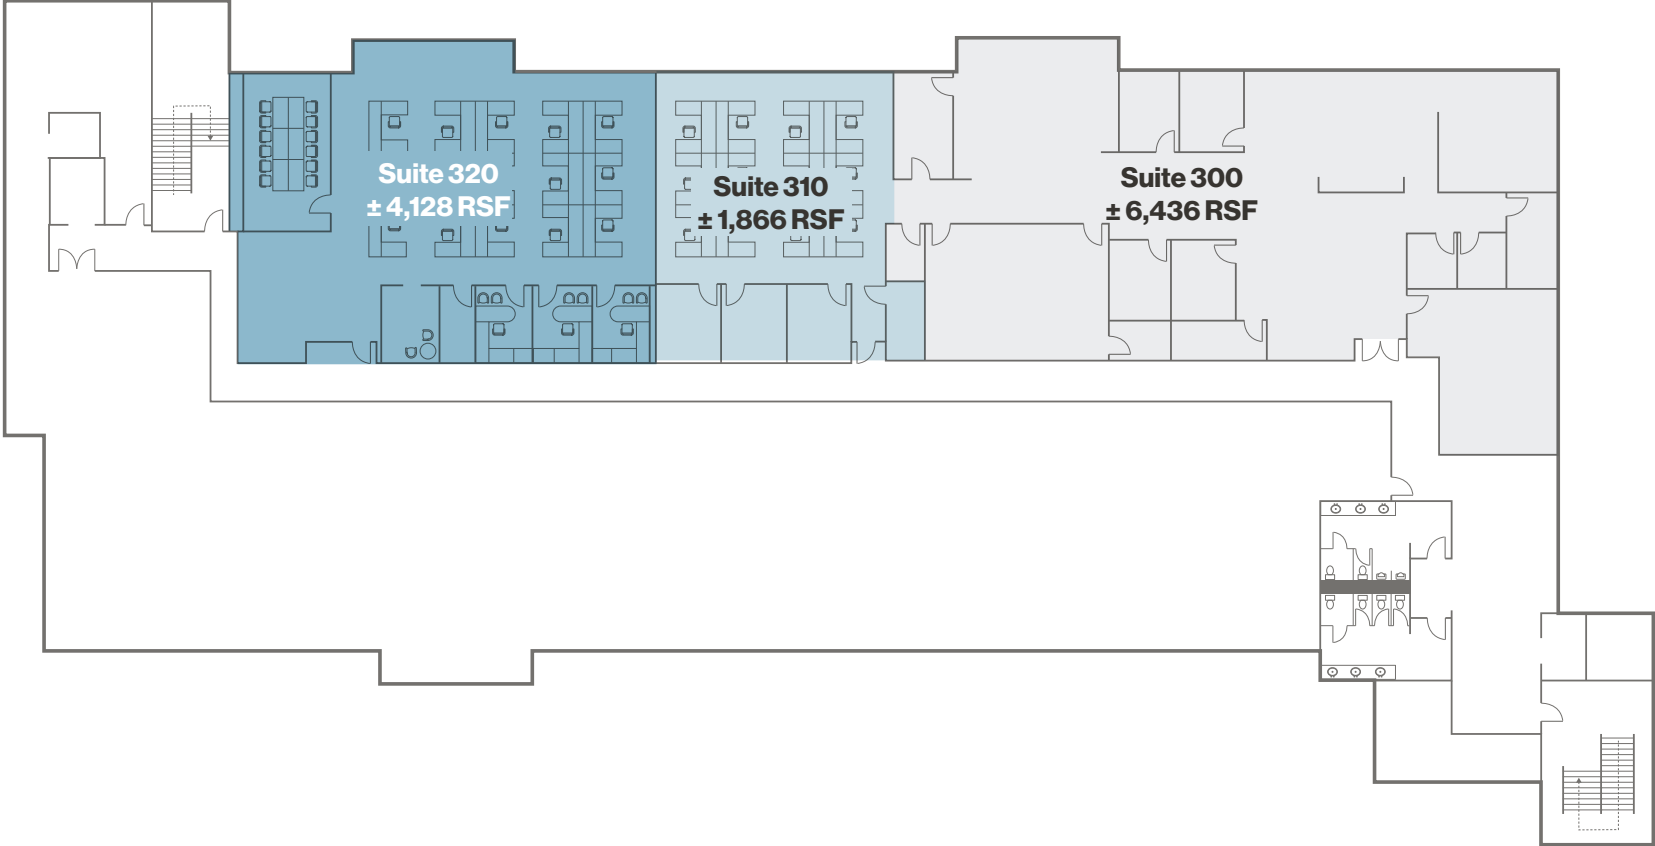 Suite 320
± 4,128 RSF
Suite 310
± 1,866 RSF
Suite 300
± 6,436 RSF